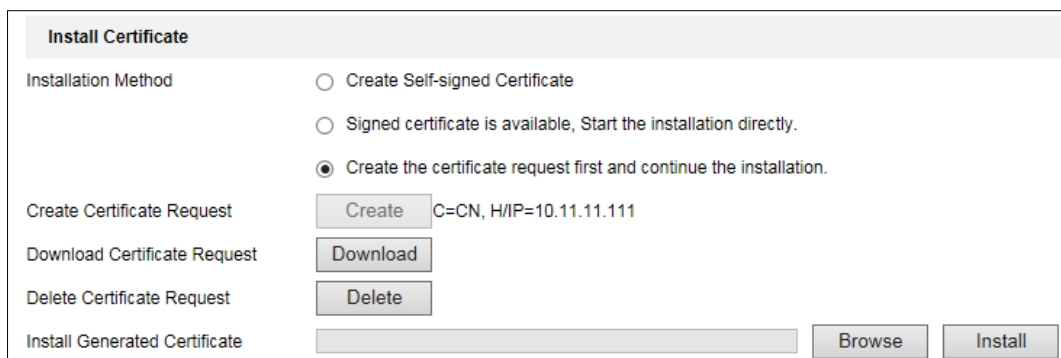 Install Certificate
Installation Method
Create Self-signed Certificate
Signed certificate is available, Start the installation directly.
Create the certificate request first and continue the installation.
Create Certificate Request Create C=CN, H/IP=10.11.11.111
Download Certificate Request Download
Delete Certificate Request Delete
Install Generated Certificate Browse Install